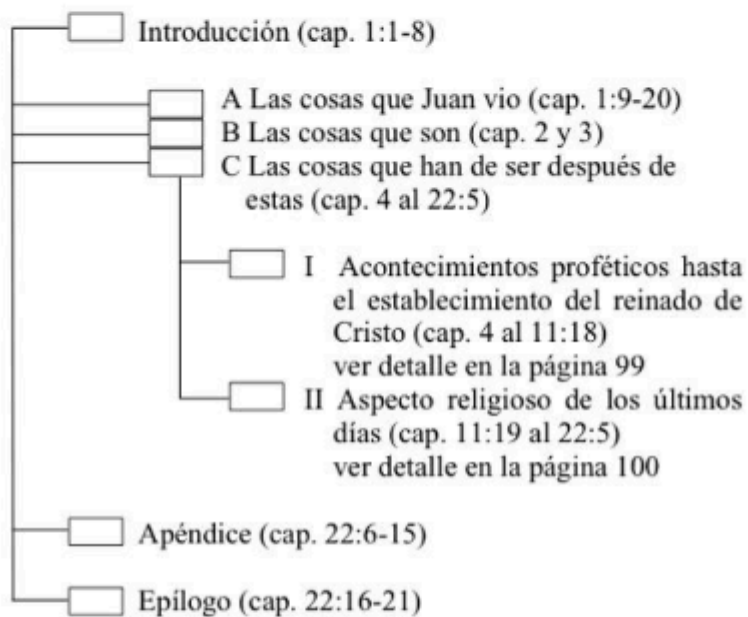 Introducción (cap. 1:1-8)
A Las cosas que Juan vio (cap. 1:9-20)
B Las cosas que son (cap. 2 y 3)
C Las cosas que han de ser después de
estas (cap. 4 al 22:5)
I Acontecimientos proféticos hasta
el establecimiento del reinado de
Cristo (cap. 4 al 11:18)
ver detalle en la página 99
II Aspecto religioso de los últimos
días (cap. 11:19 al 22:5)
ver detalle en la página 100
Apéndice (cap. 22:6-15)
Epílogo (cap. 22:16-21)